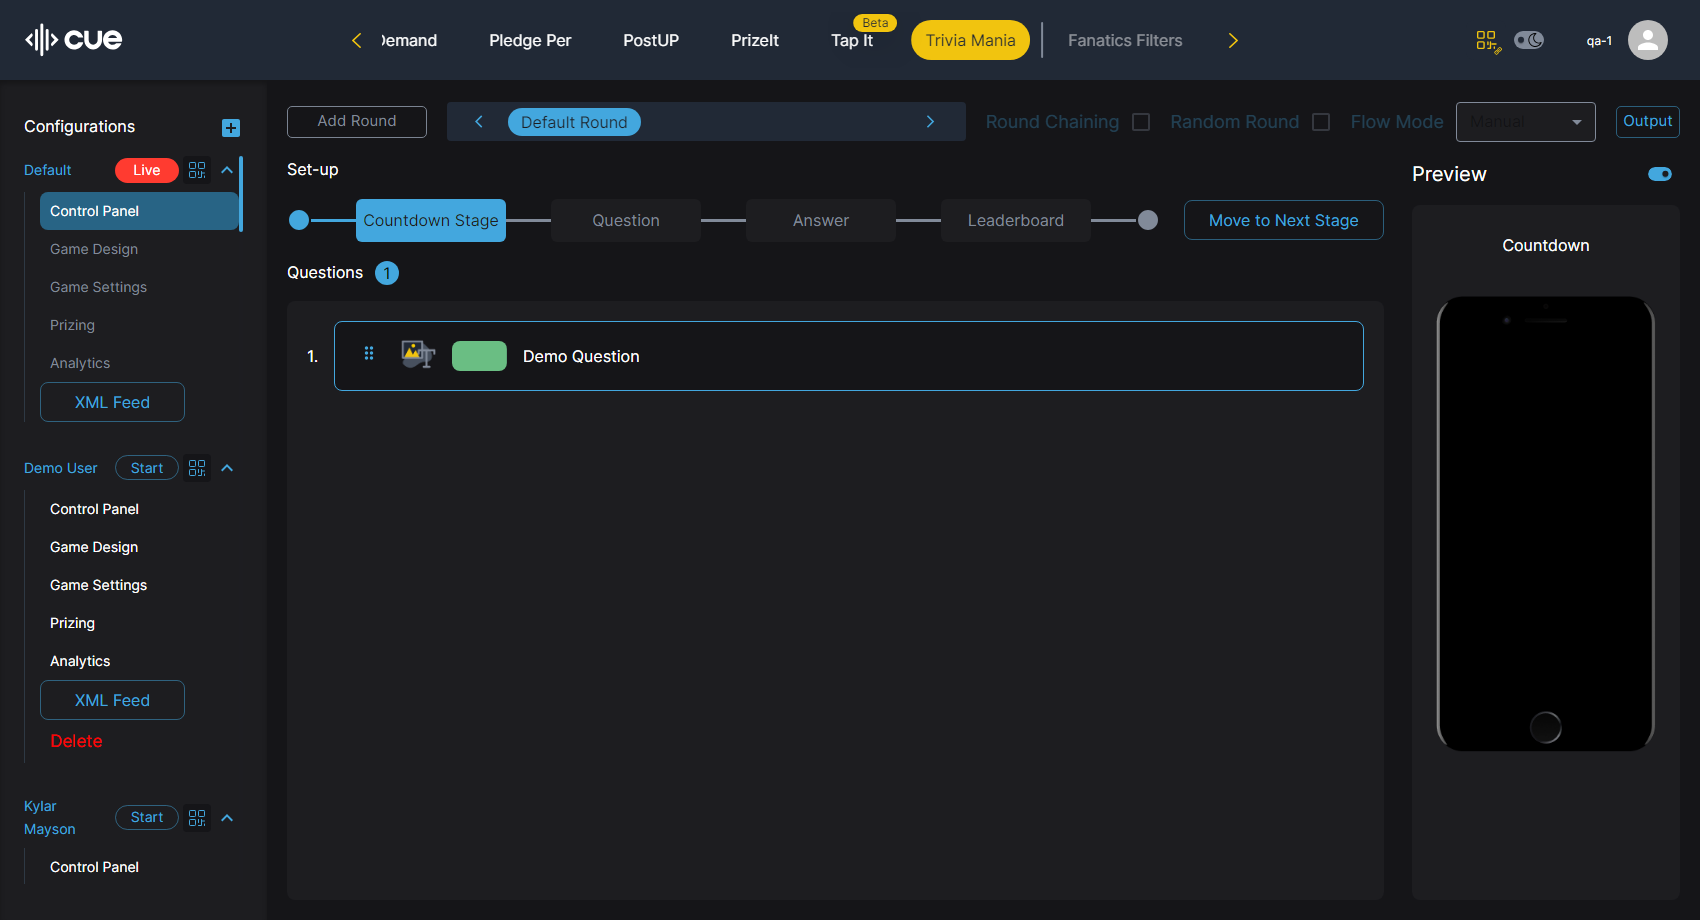 cue
Demand
Pledge Per
PostUP
PrizeIt
Beta
Tap It
Trivia Mania
Fanatics Filters
qa-1
Configurations
Default
Live
Control Panel
Game Design
Game Settings
Prizing
Analytics
XML Feed
Demo User
Start
Control Panel
Game Design
Game Settings
Prizing
Analytics
XML Feed
Delete
Kylar
Mayson
Start
Control Panel
Add Round
Default Round
Round Chaining
Random Round
Flow Mode
Manual
Output
Set-up
Countdown Stage
Question
Answer
Leaderboard
Move to Next Stage
Questions 1
1.
Demo Question
Preview
Countdown